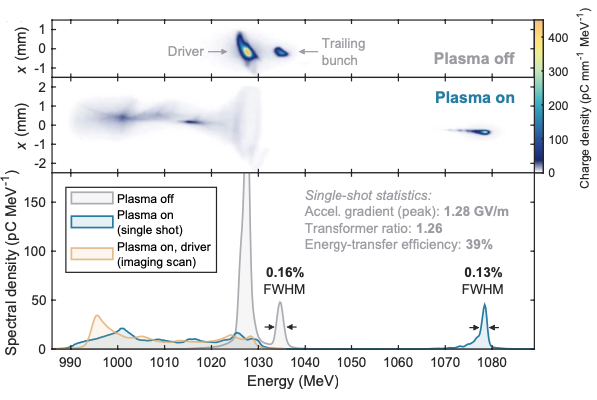 x (mm)
1
0
-1
Driver
Trailing
bunch
Plasma off
x (mm)
2
1
0
-1
-2
Plasma on
400
300
200
100
0
Charge density (pC mm⁻¹ MeV⁻¹)
Spectral density (pC MeV⁻¹)
150
100
50
0
Plasma off
Plasma on
(single shot)
Plasma on, driver
(imaging scan)
Single-shot statistics:
Accel. gradient (peak): 1.28 GV/m
Transformer ratio: 1.26
Energy-transfer efficiency: 39%
0.16%
FWHM
0.13%
FWHM
990 1000 1010 1020 1030 1040 1050 1060 1070 1080
Energy (MeV)